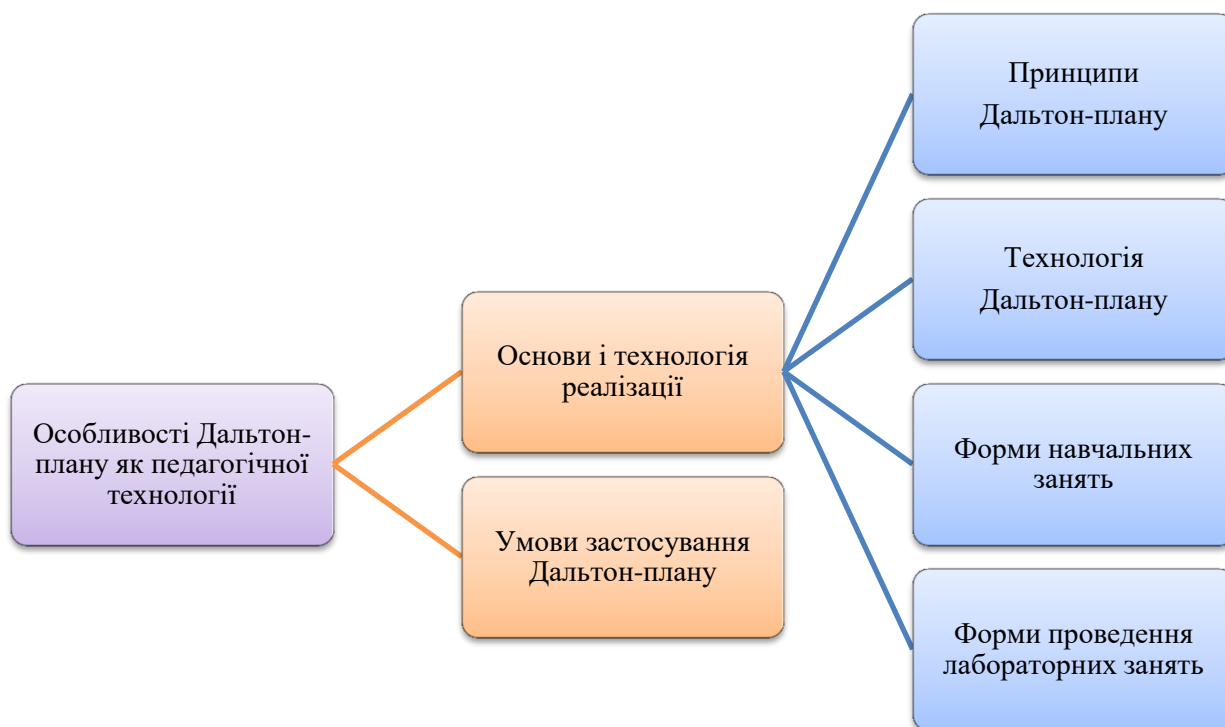 Особливості Дальтон-
плану як педагогічної
технології
Основи і технологія
реалізації
Умови застосування
Дальтон-плану
Принципи
Дальтон-плану
Технологія
Дальтон-плану
Форми навчальних
занять
Форми проведення
лабораторних занять